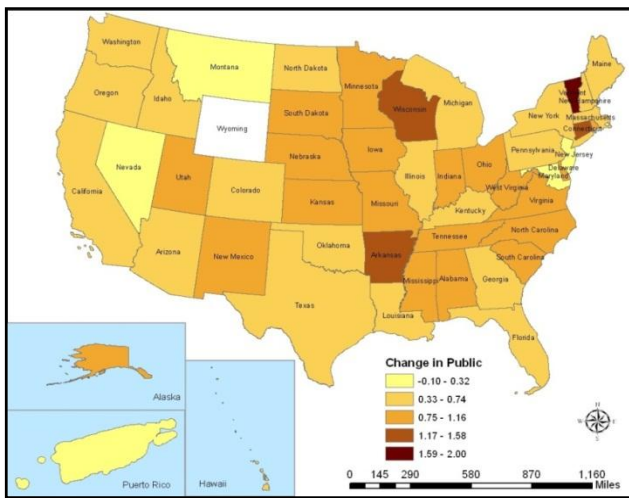 Washington
Montana
North Dakota
Minnesota
Maine
Oregon
Idaho
South Dakota
Wisconsin
Michigan
Vermont
New Hampshire
Massachusetts
New York
Connecticut
Wyoming
Nebraska
Iowa
Pennsylvania
New Jersey
Nevada
Utah
Illinois
Indiana
Ohio
Delaware
Maryland
California
Colorado
Kansas
Missouri
West Virginia
Virginia
Kentucky
Arizona
New Mexico
Oklahoma
Arkansas
Tennessee
North Carolina
South Carolina
Texas
Mississippi
Alabama
Georgia
Louisiana
Florida
Alaska
Puerto Rico
Hawaii
Change in Public
-0.10 - 0.32
0.33 - 0.74
0.75 - 1.16
1.17 - 1.58
1.59 - 2.00
N
0 145 290 580 870 1,160
Miles